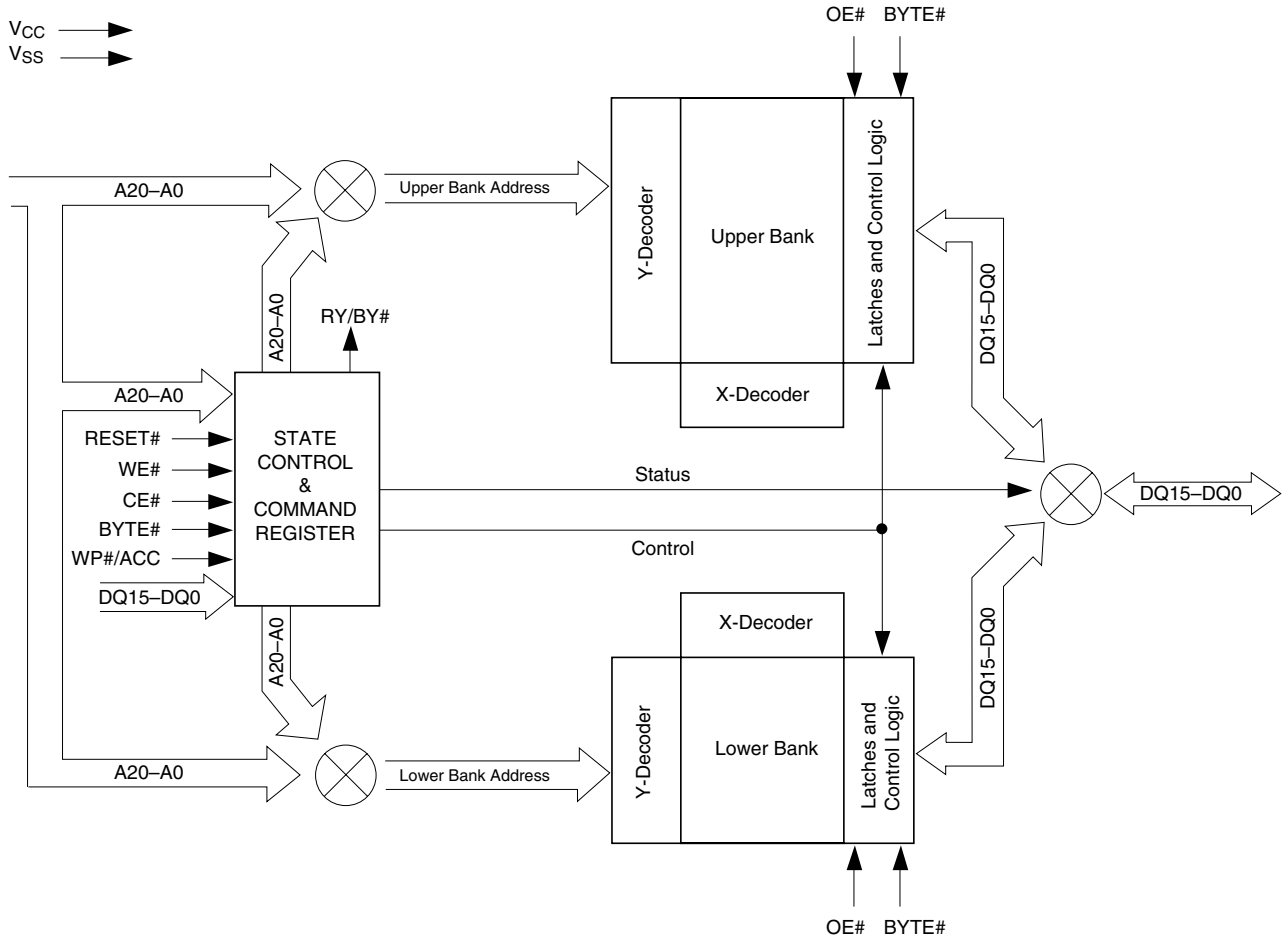 VCC
VSS
OE# BYTE#
A20–A0
Upper Bank Address
Y-Decoder
Upper Bank
Latches and Control Logic
X-Decoder
DQ15–DQ0
A20–A0
RY/BY#
A20–A0
RESET#
WE#
CE#
BYTE#
WP#/ACC
DQ15–DQ0
STATE
CONTROL
&
COMMAND
REGISTER
Status
Control
DQ15–DQ0
A20–A0
X-Decoder
Y-Decoder
Lower Bank
Latches and
Control Logic
DQ15–DQ0
A20–A0
Lower Bank Address
OE# BYTE#